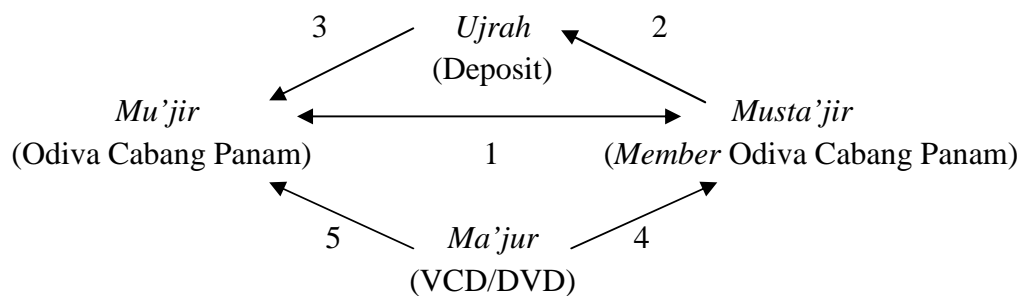 3 Ujrah 2
(Deposit)
Mu’jir Musta’jir
(Odiva Cabang Panam) 1 (Member Odiva Cabang Panam)
5 Ma’jur 4
(VCD/DVD)